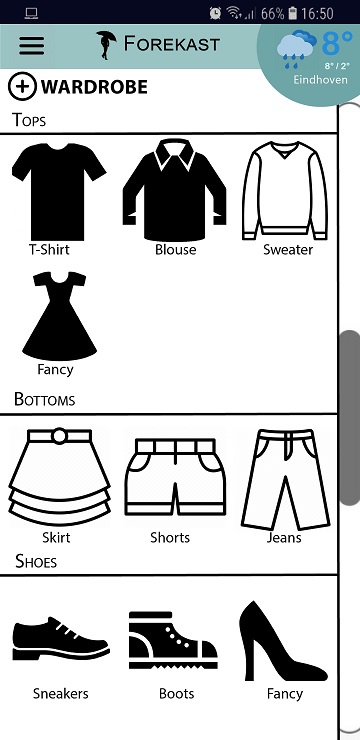 66% 16:50
FOREKAST
8°
8° / 2°
Eindhoven
WARDROBE
TOPS
T-Shirt Blouse Sweater
Fancy
BOTTOMS
Skirt Shorts Jeans
SHOES
Sneakers Boots Fancy